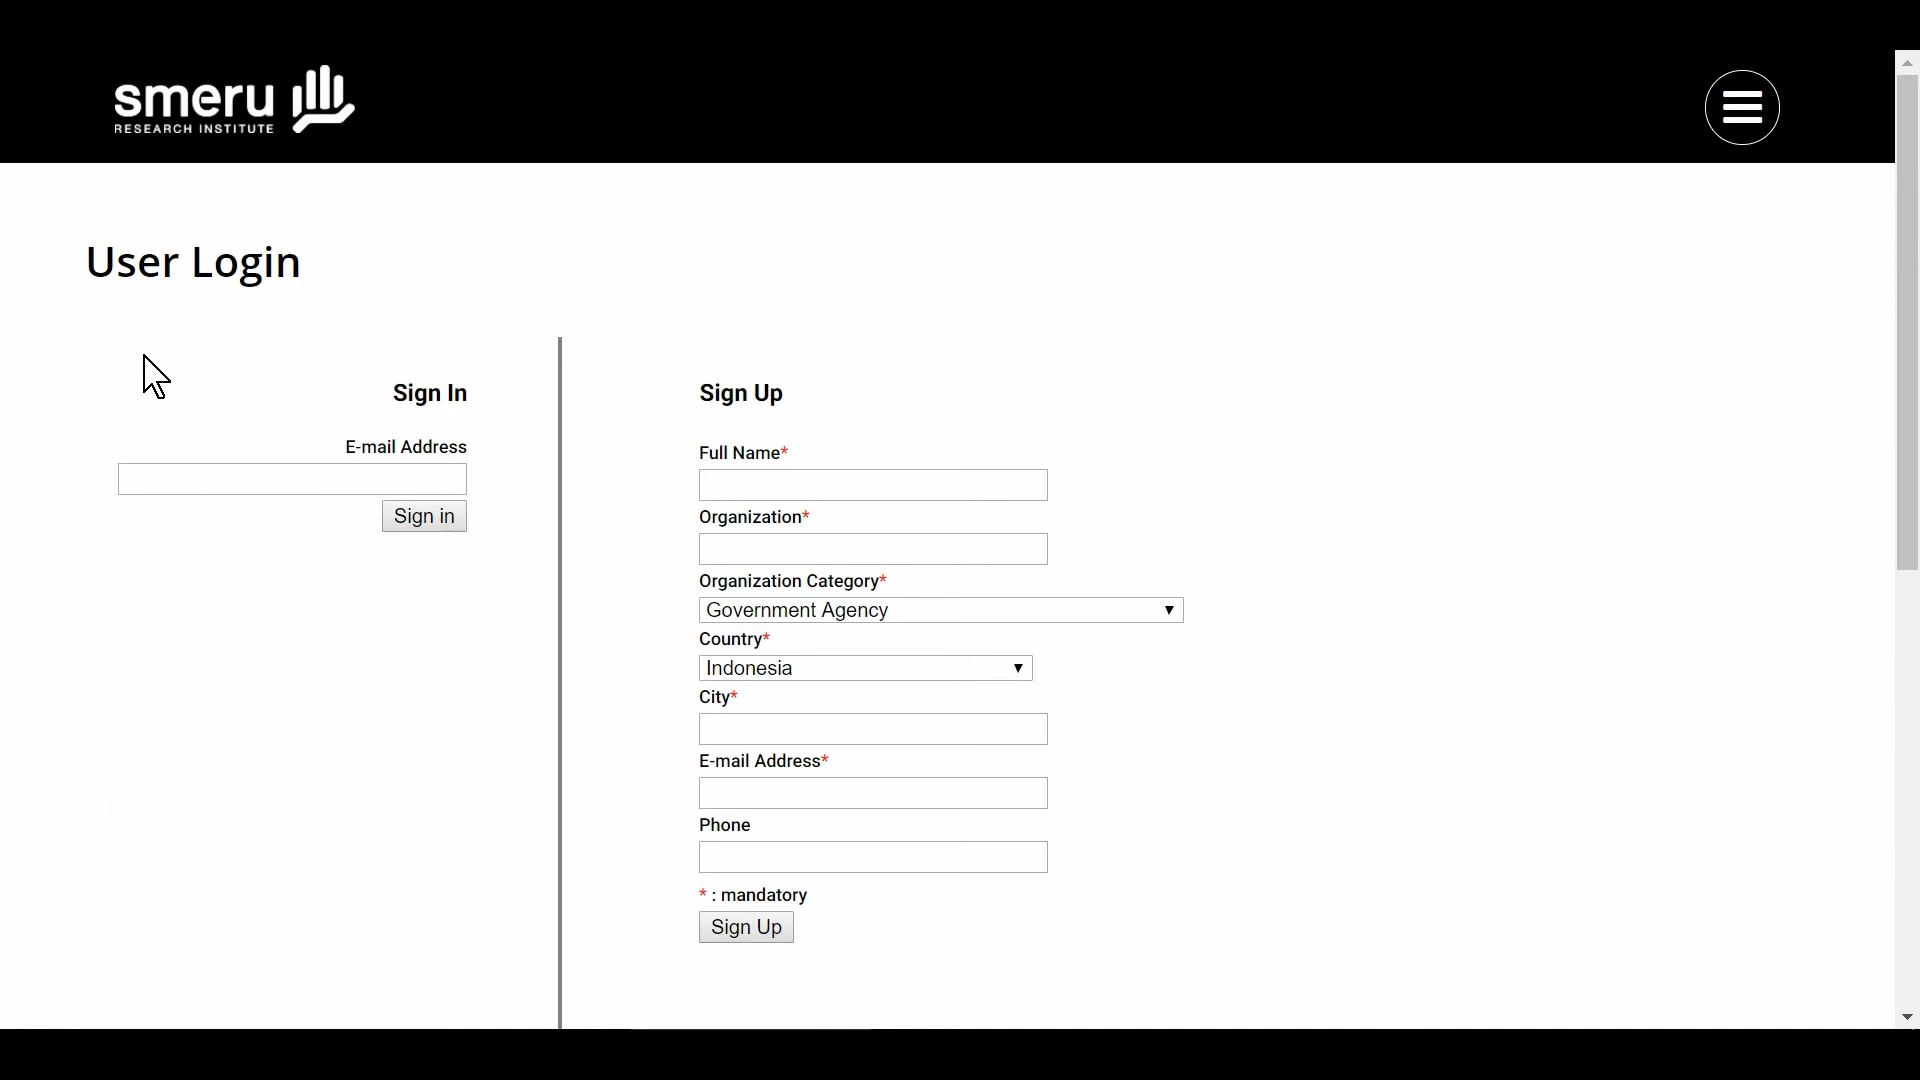 smeru
RESEARCH INSTITUTE
User Login
Sign In
E-mail Address
Sign in
Sign Up
Full Name*
Organization*
Organization Category*
Government Agency
Country*
Indonesia
City*
E-mail Address*
Phone
* : mandatory
Sign Up